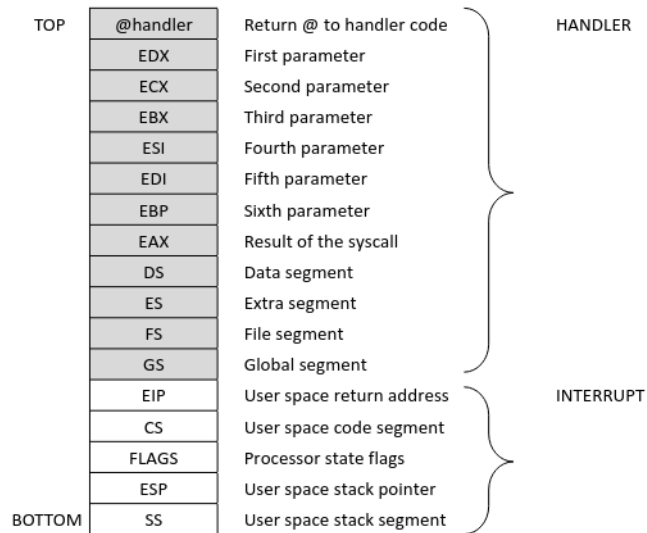 TOP @handler Return @ to handler code HANDLER
EDX First parameter
ECX Second parameter
EBX Third parameter
ESI Fourth parameter
EDI Fifth parameter
EBP Sixth parameter
EAX Result of the syscall
DS Data segment
ES Extra segment
FS File segment
GS Global segment
EIP User space return address INTERRUPT
CS User space code segment
FLAGS Processor state flags
ESP User space stack pointer
BOTTOM SS User space stack segment